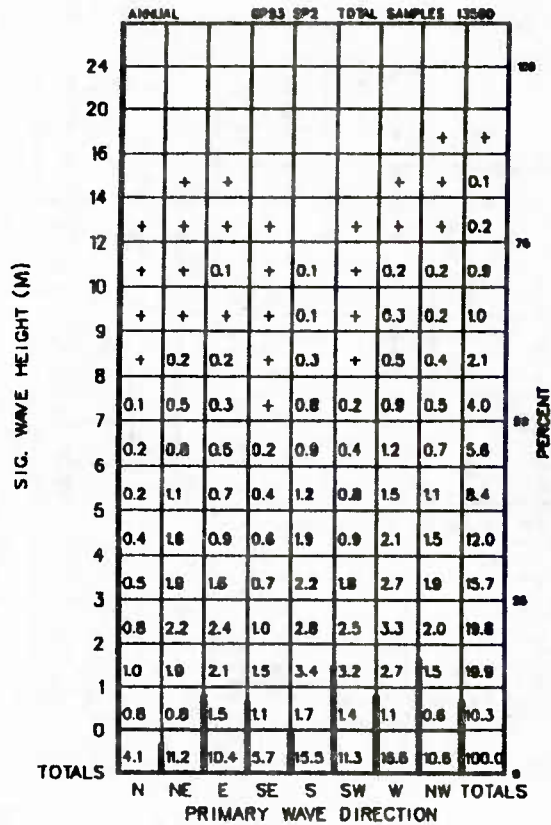 ANNUAL SP2 TOTAL SAMPLES
24 100
20
+ +
16
+ + + + 0.1
14
+ + + + + + + 0.2
12 75
+ + 0.1 + 0.1 + 0.2 0.2 0.9
10
+ + + + 0.1 + 0.3 0.2 1.0
9
+ 0.2 0.2 + 0.3 + 0.5 0.4 2.1
8
0.1 0.5 0.3 + 0.8 0.2 0.9 0.5 4.0
7 50
0.2 0.8 0.5 0.2 0.9 0.4 1.2 0.7 5.6
6
0.2 1.1 0.7 0.4 1.2 0.8 1.5 1.1 8.4
5
0.4 1.8 0.9 0.6 1.9 0.9 2.1 1.5 12.0
4
0.5 1.9 1.6 0.7 2.2 1.8 2.7 1.9 15.7
3 25
0.8 2.2 2.4 1.0 2.8 2.5 3.3 2.0 19.8
2
1.0 1.9 2.1 1.5 3.4 3.2 2.7 1.5 19.9
1
0.8 0.8 1.5 1.1 1.7 1.4 1.1 0.6 10.3
0
4.1 11.2 10.4 5.7 15.5 11.3 16.6 10.6 100.0
TOTALS 0
N NE E SE S SW W NW TOTALS
PRIMARY WAVE DIRECTION
SIG. WAVE HEIGHT (M)
PERCENT